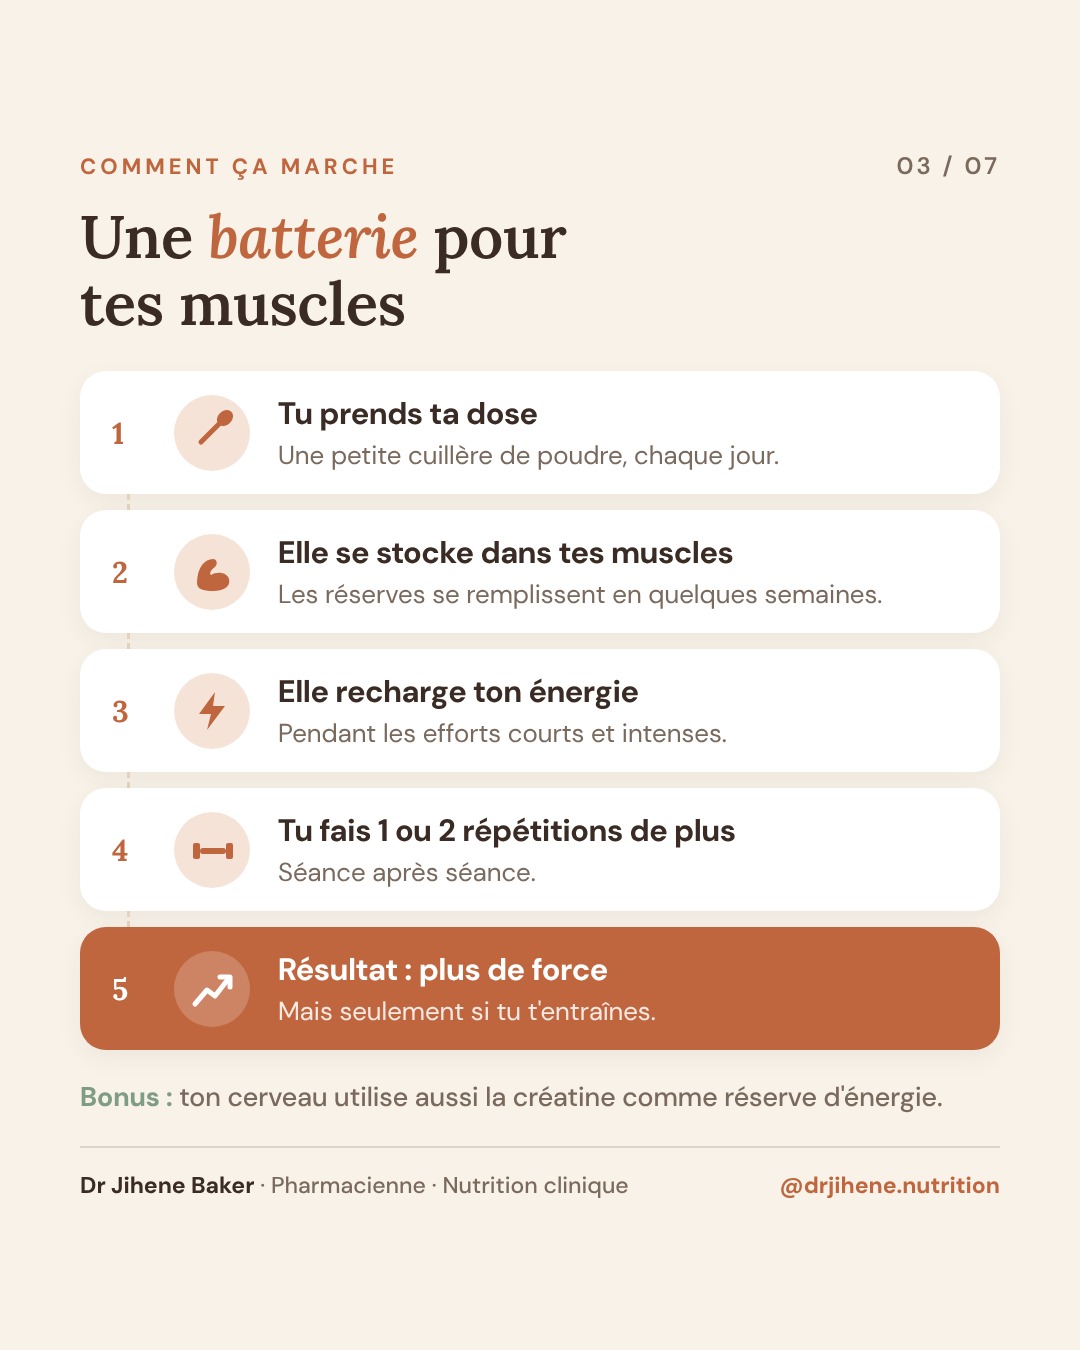 COMMENT ÇA MARCHE
03 / 07
Une batterie pour
tes muscles
1
Tu prends ta dose
Une petite cuillère de poudre, chaque jour.
2
Elle se stocke dans tes muscles
Les réserves se remplissent en quelques semaines.
3
Elle recharge ton énergie
Pendant les efforts courts et intenses.
4
Tu fais 1 ou 2 répétitions de plus
Séance après séance.
5
Résultat : plus de force
Mais seulement si tu t'entraînes.
Bonus : ton cerveau utilise aussi la créatine comme réserve d'énergie.
Dr Jihene Baker · Pharmacienne · Nutrition clinique
@drjihene.nutrition